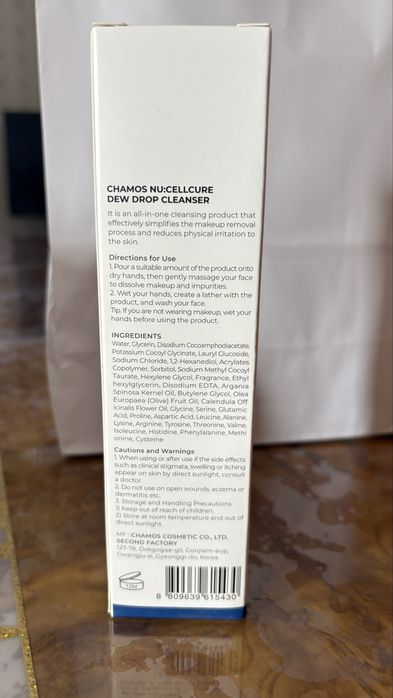 CHAMOS NU:CELLCURE
DEW DROP CLEANSER
It is an all-in-one cleansing product that
effectively simplifies the makeup removal
process and reduces physical irritation to
the skin.
Directions for Use
1. Pour a suitable amount of the product onto
dry hands, then gently massage your face
to dissolve makeup and impurities.
2. Wet your hands, create a lather with the
product, and wash your face.
Tip. If you are not wearing makeup, wet your
hands before using the product.
INGREDIENTS
Water, Glycerin, Disodium Cocoamphodiacetate,
Potassium Cocoyl Glycinate, Lauryl Glucoside,
Sodium Chloride, 1,2-Hexanediol, Acrylates
Copolymer, Sorbitol, Sodium Methyl Cocoyl
Taurate, Hexylene Glycol, Fragrance, Ethyl
hexylglycerin, Disodium EDTA, Argania
Spinosa Kernel Oil, Butylene Glycol, Olea
Europaea (Olive) Fruit Oil, Calendula Off
icinalis Flower Oil, Glycine, Serine, Glutamic
Acid, Proline, Aspartic Acid, Leucine, Alanine,
Lysine, Arginine, Tyrosine, Threonine, Valine,
Isoleucine, Histidine, Phenylalanine, Methi
onine, Cysteine
Cautions and Warnings
1. When using or after use if the side effects
such as clinical stigmata, swelling or itching
appear on skin by direct sunlight, consult
a doctor.
2. Do not use on open wounds, eczema or
dermatitis etc.
3. Storage and Handling Precautions
1) Keep out of reach of children.
2) Store at room temperature and out of
direct sunlight.
MF : CHAMOS COSMETIC CO., LTD.
SECOND FACTORY
127-78, Dokgogae-gil, Gonjiam-eup,
Gwangju-si, Gyeonggi-do, Korea
12M
8 809639 615430